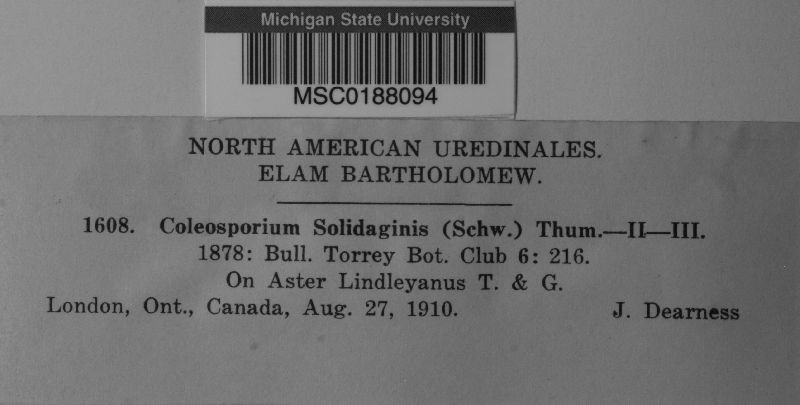 Michigan State University
MSC0188094
NORTH AMERICAN UREDINALES.
ELAM BARTHOLOMEW.
1608. Coleosporium Solidaginis (Schw.) Thum.—II—III.
1878: Bull. Torrey Bot. Club 6: 216.
On Aster Lindleyanus T. & G.
London, Ont., Canada, Aug. 27, 1910. J. Dearness